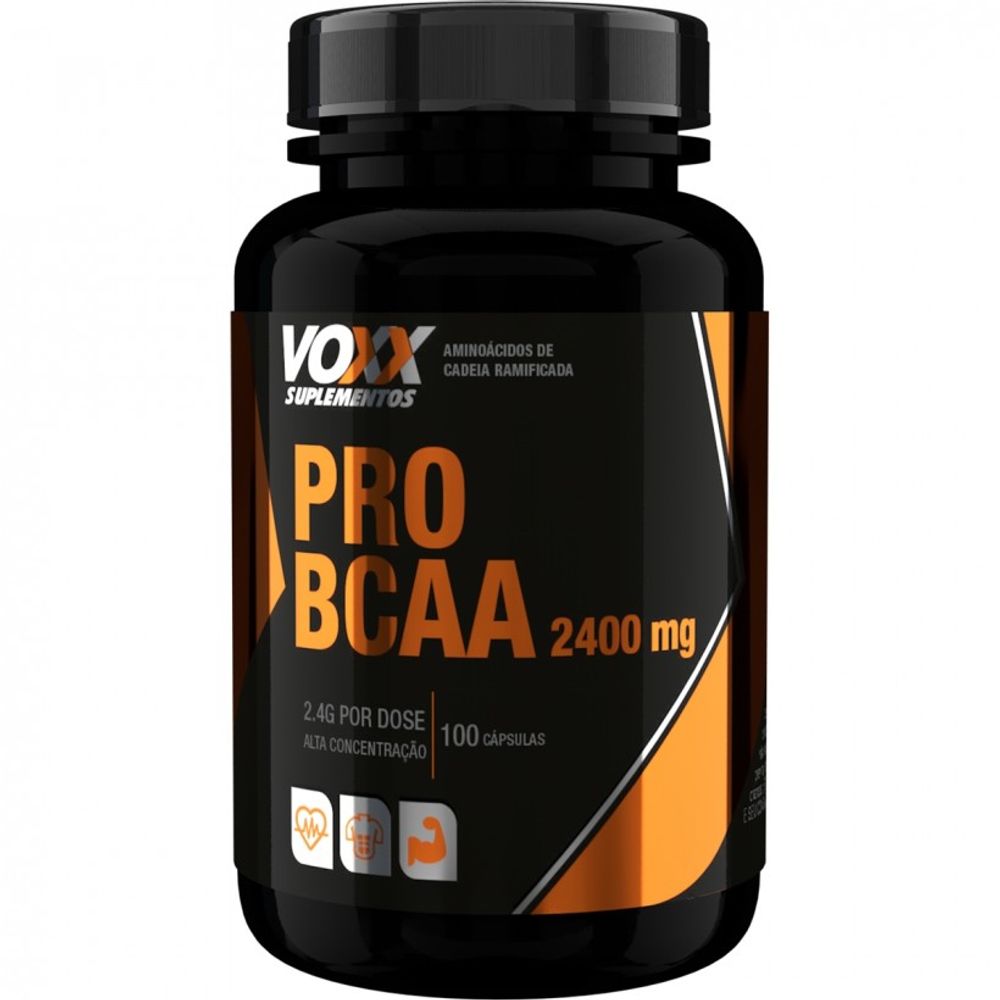 VOXX
SUPLEMENTOS
AMINOÁCIDOS DE
CADEIA RAMIFICADA
PRO
BCAA 2400 mg
2.4G POR DOSE
ALTA CONCENTRAÇÃO
100 CÁPSULAS